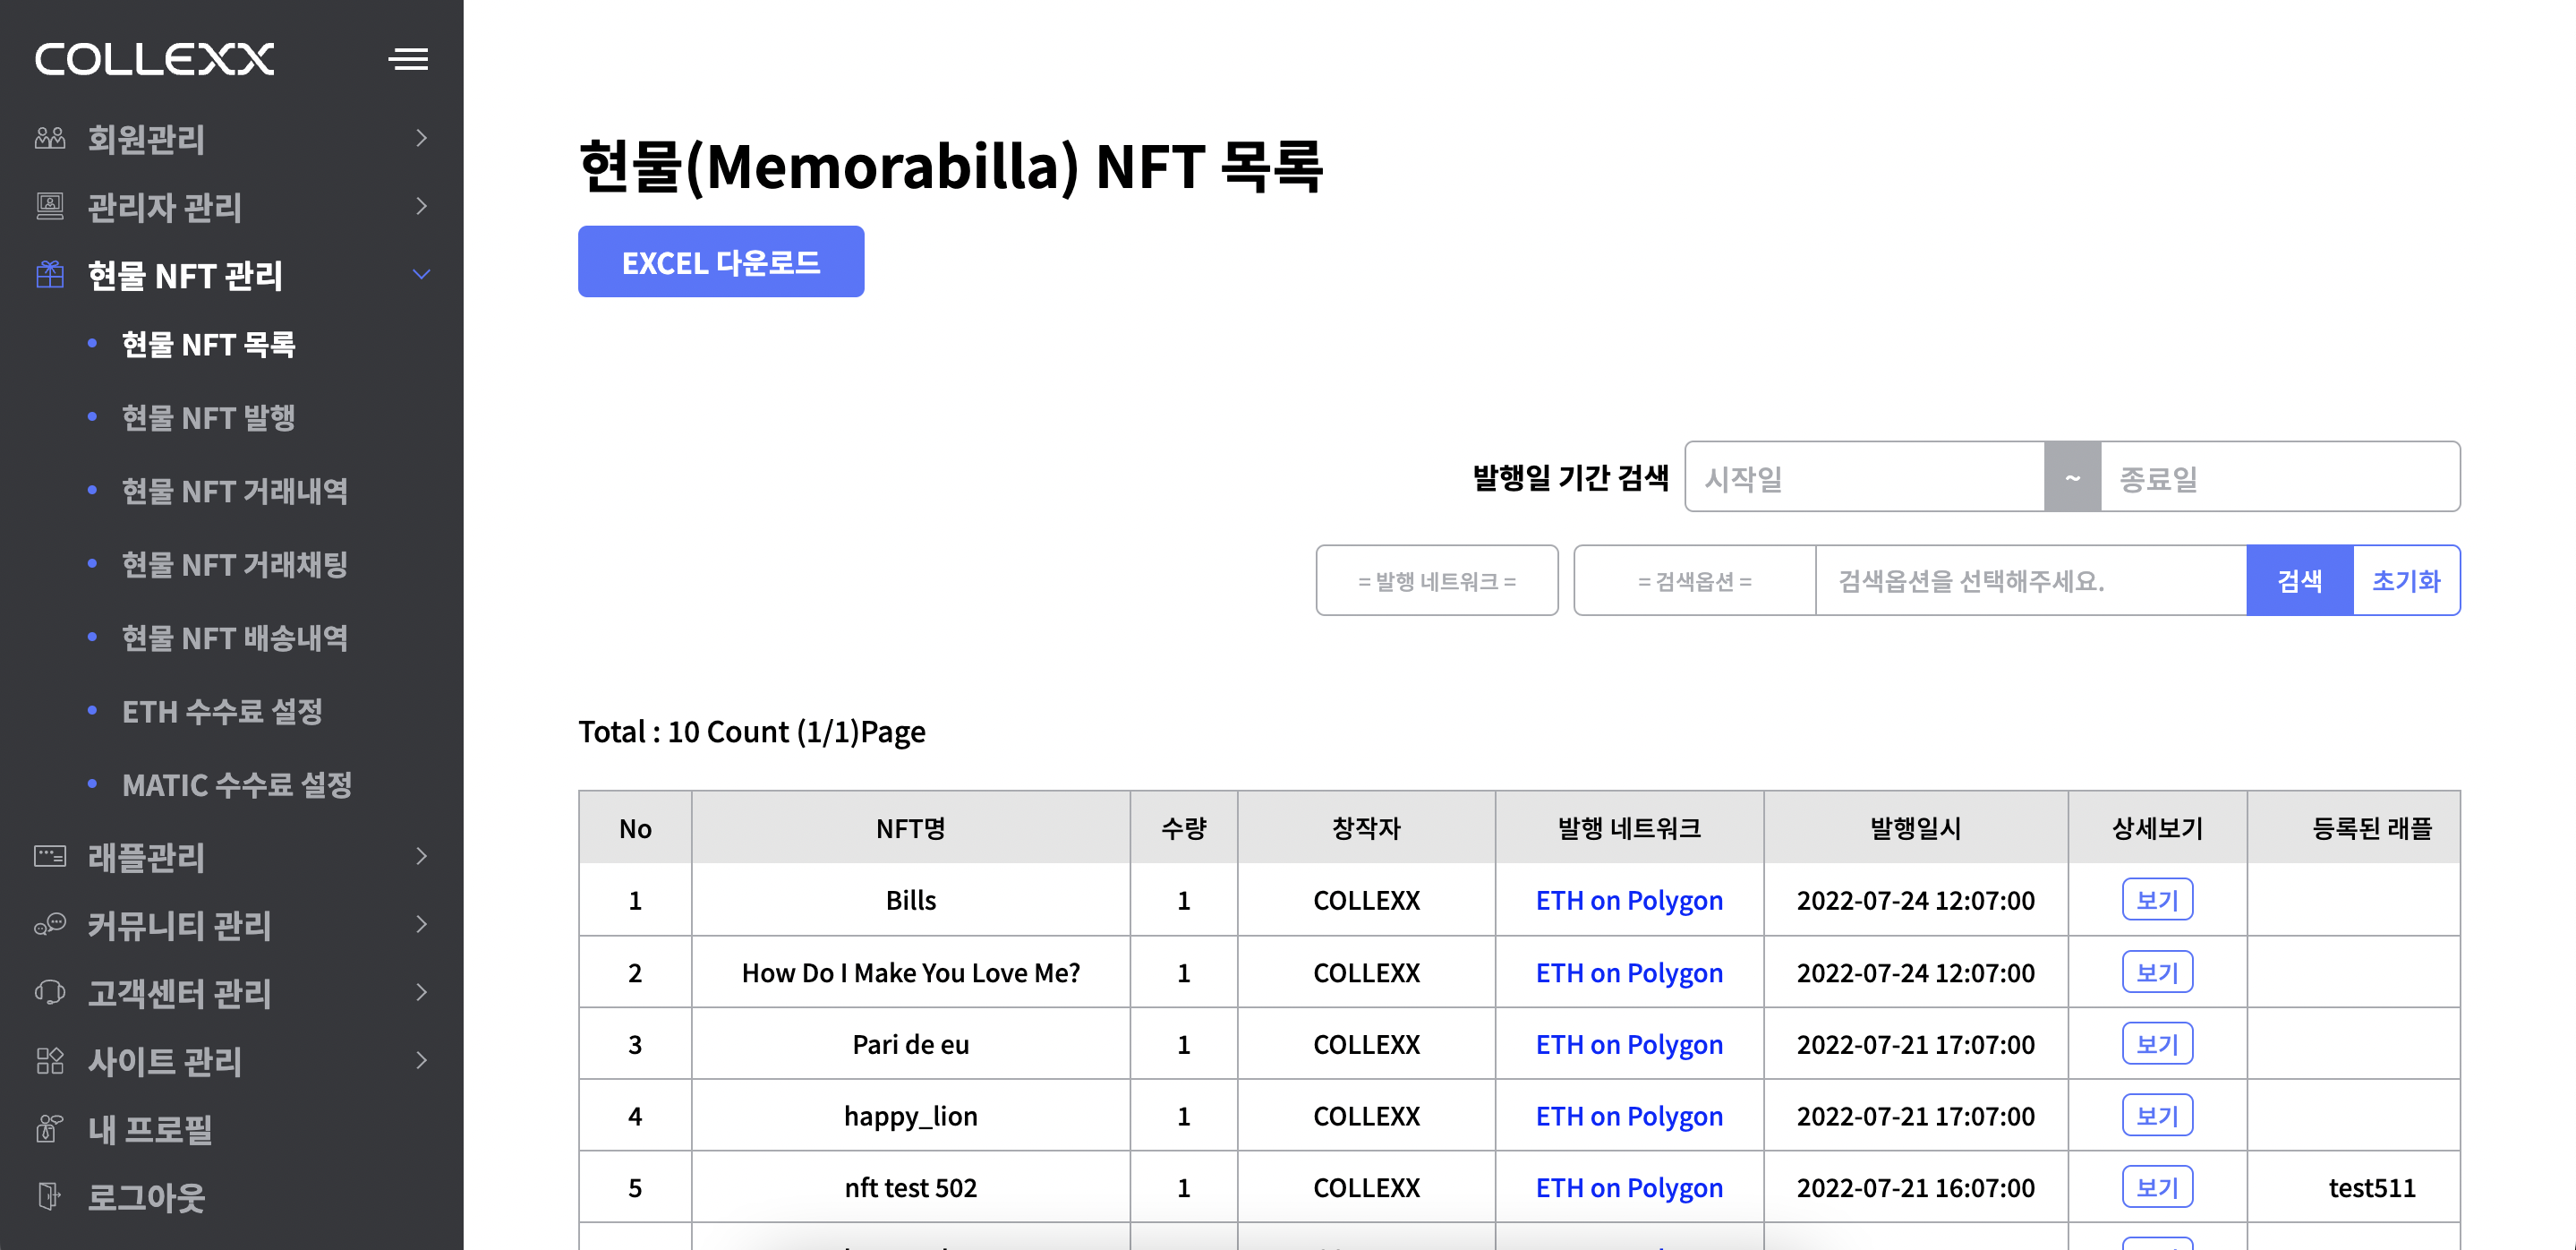 COLLEXX
회원관리
관리자 관리
현물 NFT 관리
현물 NFT 목록
현물 NFT 발행
현물 NFT 거래내역
현물 NFT 거래채팅
현물 NFT 배송내역
ETH 수수료 설정
MATIC 수수료 설정
래플관리
커뮤니티 관리
고객센터 관리
사이트 관리
내 프로필
로그아웃
현물(Memorabilla) NFT 목록
EXCEL 다운로드
발행일 기간 검색 시작일 ~ 종료일
= 발행 네트워크 = = 검색옵션 = 검색옵션을 선택해주세요. 검색 초기화
Total : 10 Count (1/1)Page
No NFT명 수량 창작자 발행 네트워크 발행일시 상세보기 등록된 래플
1 Bills 1 COLLEXX ETH on Polygon 2022-07-24 12:07:00 보기
2 How Do I Make You Love Me? 1 COLLEXX ETH on Polygon 2022-07-24 12:07:00 보기
3 Pari de eu 1 COLLEXX ETH on Polygon 2022-07-21 17:07:00 보기
4 happy_lion 1 COLLEXX ETH on Polygon 2022-07-21 17:07:00 보기
5 nft test 502 1 COLLEXX ETH on Polygon 2022-07-21 16:07:00 보기 test511